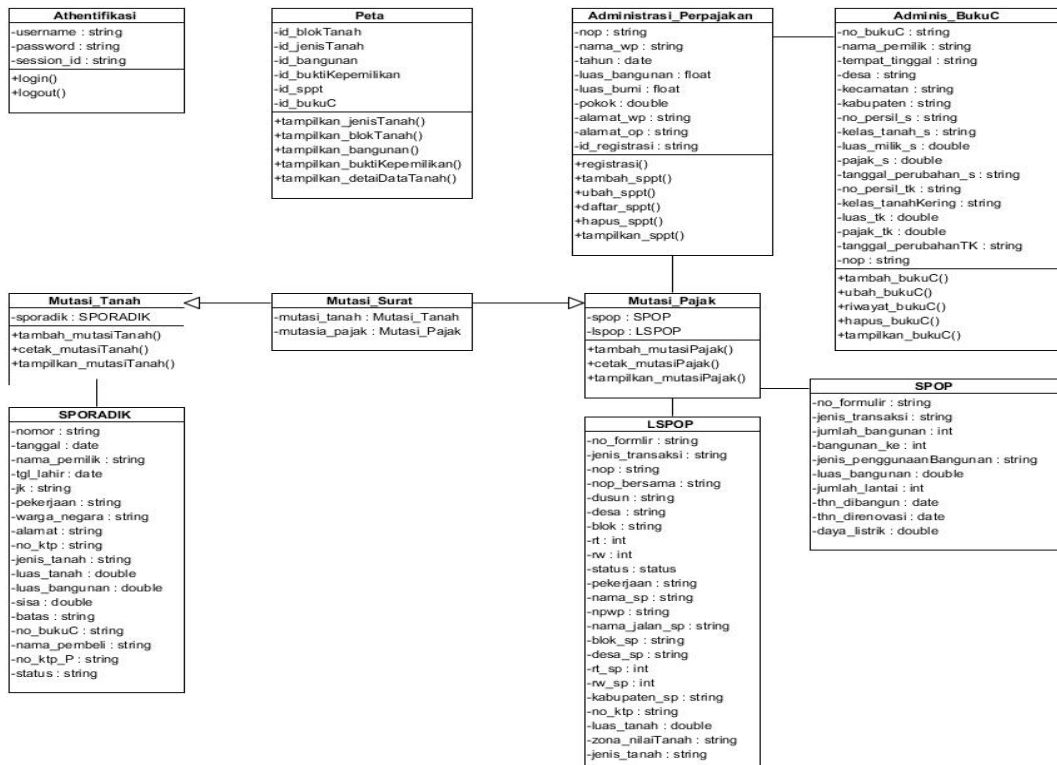 Athentifikasi
-username : string
-password : string
-session_id : string
+login()
+logout()
Peta
-id_blokTanah
-id_jenisTanah
-id_bangunan
-id_buktiKepemilikan
-id_sppt
-id_bukuC
+tampilkan_jenisTanah()
+tampilkan_blokTanah()
+tampilkan_bangunan()
+tampilkan_buktiKepemilikan()
+tampilkan_detaiDataTanah()
Administrasi_Perpajakan
-nop : string
-nama_wp : string
-tahun : date
-luas_bangunan : float
-luas_bumi : float
-pokok : double
-alamat_wp : string
-alamat_op : string
-id_registrasi : string
+registrasi()
+tambah_sppt()
+ubah_sppt()
+daftar_sppt()
+hapus_sppt()
+tampilkan_sppt()
Adminis_BukuC
-no_bukuC : string
-nama_pemilik : string
-tempat_tinggal : string
-desa : string
-kecamatan : string
-kabupaten : string
-no_persil_s : string
-kelas_tanah_s : string
-luas_milik_s : double
-pajak_s : double
-tanggal_perubahan_s : string
-no_persil_tk : string
-kelas_tanahKering : string
-luas_tk : double
-pajak_tk : double
-tanggal_perubahanTK : string
-nop : string
+tambah_bukuC()
+ubah_bukuC()
+riwayat_bukuC()
+hapus_bukuC()
+tampilkan_bukuC()
Mutasi_Tanah
-sporadik : SPORADIK
+tambah_mutasiTanah()
+cetak_mutasiTanah()
+tampilkan_mutasiTanah()
Mutasi_Surat
-mutasi_tanah : Mutasi_Tanah
-mutasia_pajak : Mutasi_Pajak
Mutasi_Pajak
-spop : SPOP
-lspop : LSPOP
+tambah_mutasiPajak()
+cetak_mutasiPajak()
+tampilkan_mutasiPajak()
SPORADIK
-nomor : string
-tanggal : date
-nama_pemilik : string
-tgl_lahir : date
-jk : string
-pekerjaan : string
-warga_negara : string
-alamat : string
-no_ktp : string
-jenis_tanah : string
-luas_tanah : double
-luas_bangunan : double
-sisa : double
-batas : string
-no_bukuC : string
-nama_pembeli : string
-no_ktp_P : string
-status : string
LSPOP
-no_formlir : string
-jenis_transaksi : string
-nop : string
-nop_bersama : string
-dusun : string
-desa : string
-blok : string
-rt : int
-rw : int
-status : status
-pekerjaan : string
-nama_sp : string
-npwp : string
-nama_jalan_sp : string
-blok_sp : string
-desa_sp : string
-rt_sp : int
-rw_sp : int
-kabupaten_sp : string
-no_ktp : string
-luas_tanah : double
-zona_nilaiTanah : string
-jenis_tanah : string
SPOP
-no_formulir : string
-jenis_transaksi : string
-jumlah_bangunan : int
-bangunan_ke : int
-jenis_penggunaanBangunan : string
-luas_bangunan : double
-jumlah_lantai : int
-thn_dibangun : date
-thn_direnovasi : date
-daya_listrik : double